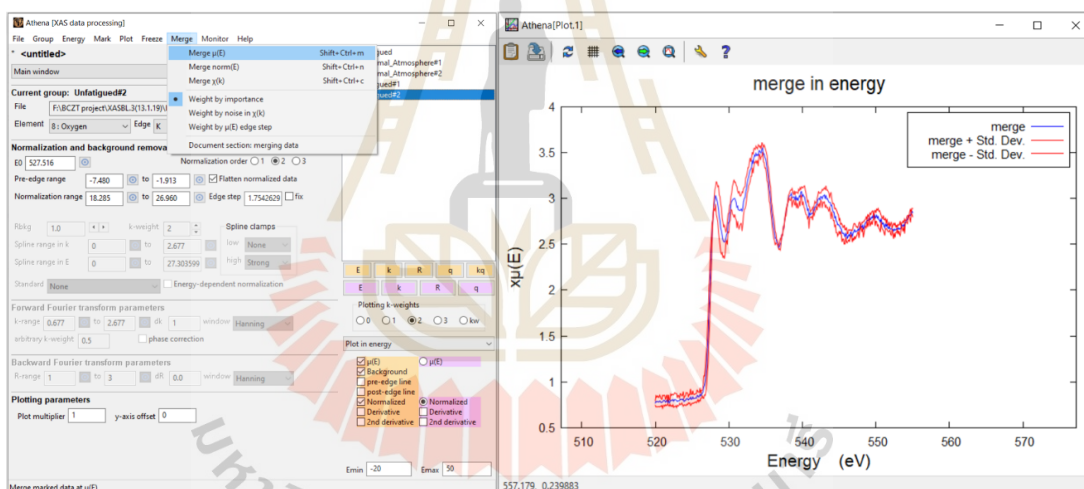 Athena [XAS data processing]
File Group Energy Mark Plot Freeze Merge Monitor Help
* <untitled>
Main window
Merge μ(E) Shift+Ctrl+m
Merge norm(E) Shift+Ctrl+n
Merge χ(k) Shift+Ctrl+c
Weight by importance
Weight by noise in χ(k)
Weight by μ(E) edge step
Document section: merging data
gued
mal_Atmosphere#1
mal_Atmosphere#2
gued#1
gued#2
Current group: Unfatigued#2
File F:\BCZT project\XASBL.3(13.1.19)\
Element 8: Oxygen Edge K
Normalization and background remova
E0 527.516 Normalization order 1 2 3
Pre-edge range -7.480 to -1.913 Flatten normalized data
Normalization range 18.285 to 26.960 Edge step 1.7542629 fix
Rbkg 1.0 k-weight 2 Spline clamps
Spline range in k 0 to 2.677 low None
Spline range in E 0 to 27.303599 high Strong
Standard None Energy-dependent normalization
Forward Fourier transform parameters
k-range 0.677 to 2.677 dk 1 window Hanning
arbitrary k-weight 0.5 phase correction
Backward Fourier transform parameters
R-range 1 to 3 dR 0.0 window Hanning
Plotting parameters
Plot multiplier 1 y-axis offset 0
E k R q kq
E k R q
Plotting k-weights
0 1 2 3 kw
Plot in energy
μ(E) μ(E)
Background
pre-edge line
post-edge line
Normalized Normalized
Derivative Derivative
2nd derivative 2nd derivative
Emin -20 Emax 50
Merge marked data at μ(E)
Athena[Plot.1]
merge in energy
merge
merge + Std. Dev.
merge - Std. Dev.
xμ(E)
4
3.5
3
2.5
2
1.5
1
0.5
510 520 530 540 550 560 570
Energy (eV)
557.179, 0.239883